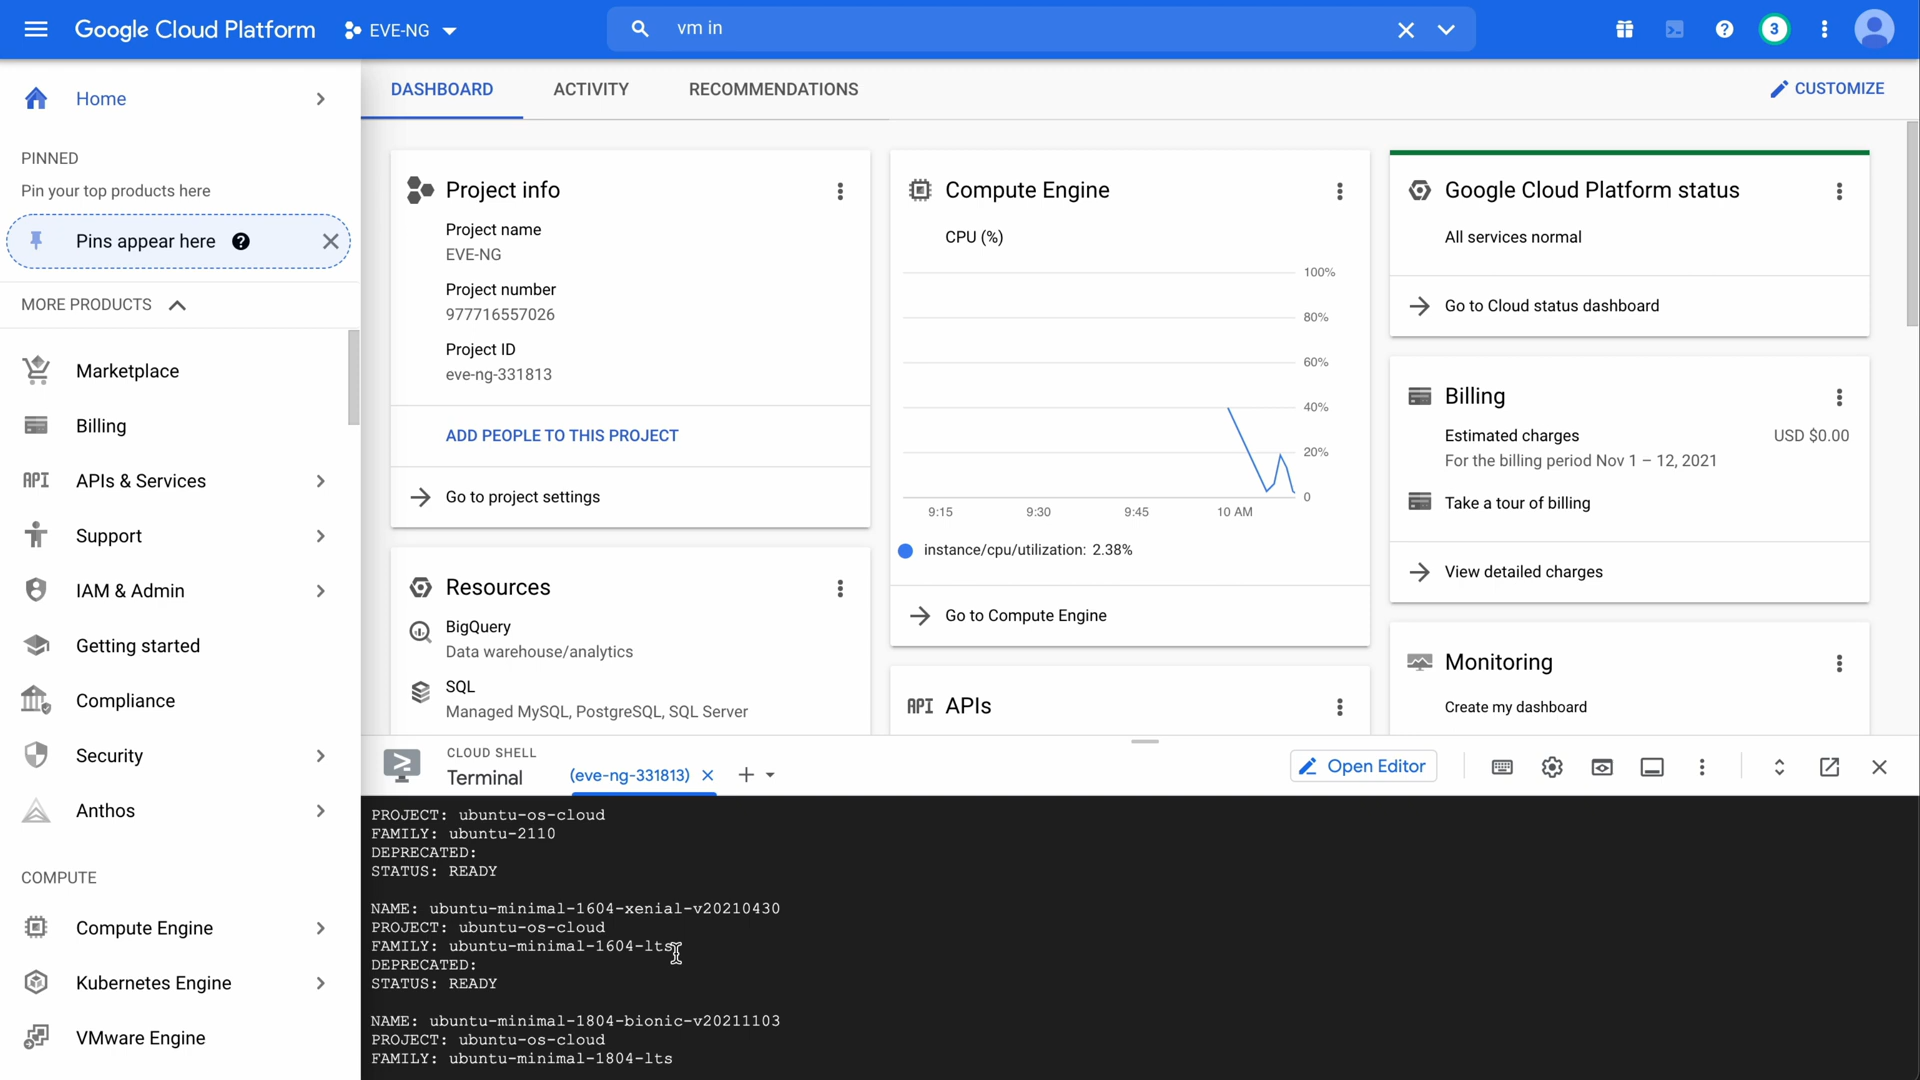 Google Cloud Platform
EVE-NG
vm in
3
Home
PINNED
Pin your top products here
Pins appear here
MORE PRODUCTS
Marketplace
Billing
API
APIs & Services
Support
IAM & Admin
Getting started
Compliance
Security
Anthos
COMPUTE
Compute Engine
Kubernetes Engine
VMware Engine
DASHBOARD
ACTIVITY
RECOMMENDATIONS
CUSTOMIZE
Project info
Project name
EVE-NG
Project number
977716557026
Project ID
eve-ng-331813
ADD PEOPLE TO THIS PROJECT
Go to project settings
Resources
BigQuery
Data warehouse/analytics
SQL
Managed MySQL, PostgreSQL, SQL Server
Compute Engine
CPU (%)
100%
80%
60%
40%
20%
0
9:15
9:30
9:45
10 AM
instance/cpu/utilization: 2.38%
Go to Compute Engine
API
APIs
Google Cloud Platform status
All services normal
Go to Cloud status dashboard
Billing
Estimated charges
USD $0.00
For the billing period Nov 1 – 12, 2021
Take a tour of billing
View detailed charges
Monitoring
Create my dashboard
CLOUD SHELL
Terminal
(eve-ng-331813)
Open Editor
PROJECT: ubuntu-os-cloud
FAMILY: ubuntu-2110
DEPRECATED:
STATUS: READY
NAME: ubuntu-minimal-1604-xenial-v20210430
PROJECT: ubuntu-os-cloud
FAMILY: ubuntu-minimal-1604-lts
DEPRECATED:
STATUS: READY
NAME: ubuntu-minimal-1804-bionic-v20211103
PROJECT: ubuntu-os-cloud
FAMILY: ubuntu-minimal-1804-lts